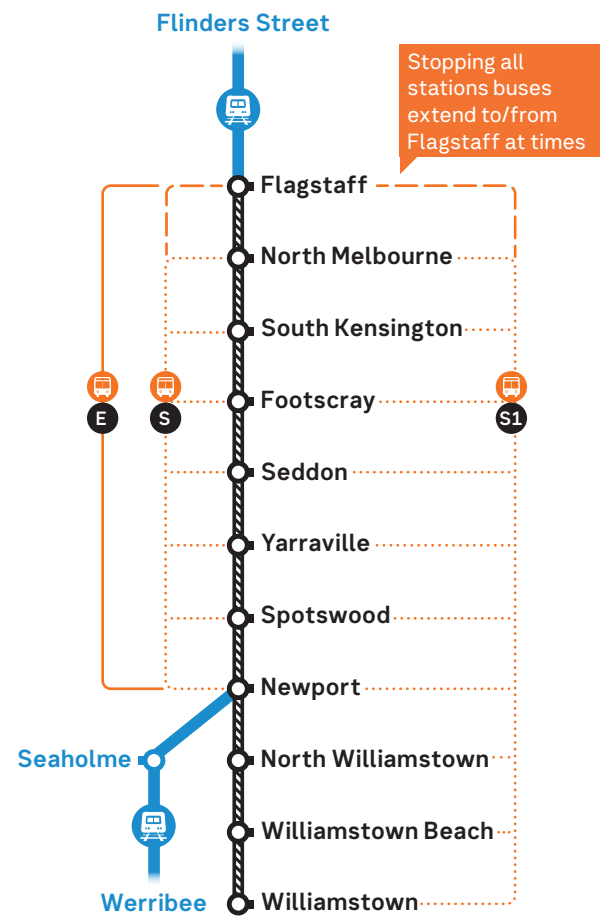 Flinders Street
Stopping all
stations buses
extend to/from
Flagstaff at times
Flagstaff
North Melbourne
South Kensington
E
S
Footscray
S1
Seddon
Yarraville
Spotswood
Newport
Seaholme
North Williamstown
Williamstown Beach
Werribee
Williamstown